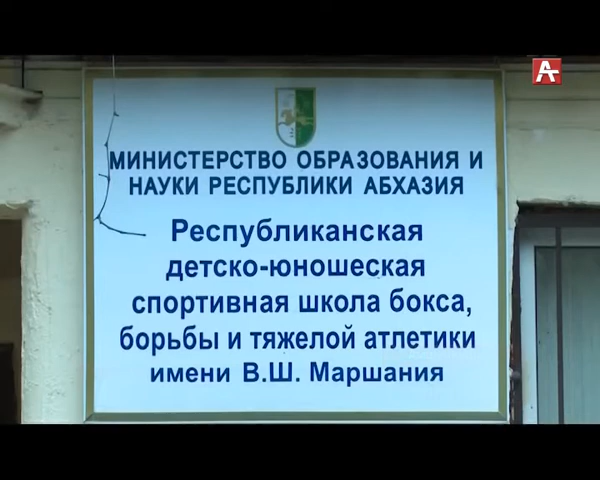 МИНИСТЕРСТВО ОБРАЗОВАНИЯ И
НАУКИ РЕСПУБЛИКИ АБХАЗИЯ
Республиканская
детско-юношеская
спортивная школа бокса,
борьбы и тяжелой атлетики
имени В.Ш. Маршания